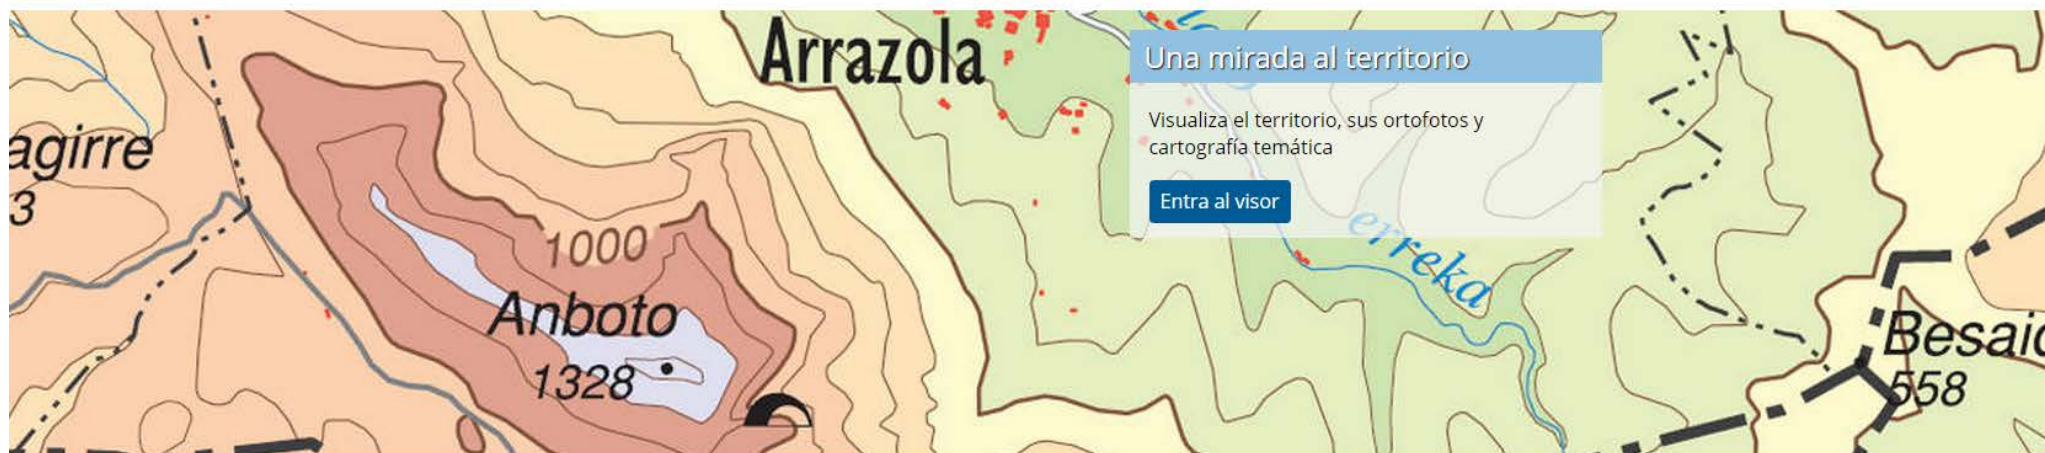 Arrazola
Una mirada al territorio
Visualiza el territorio, sus ortofotos y
cartografía temática
Entra al visor
agirre
3
1000
erreka
Anboto
1328
Besaid
558